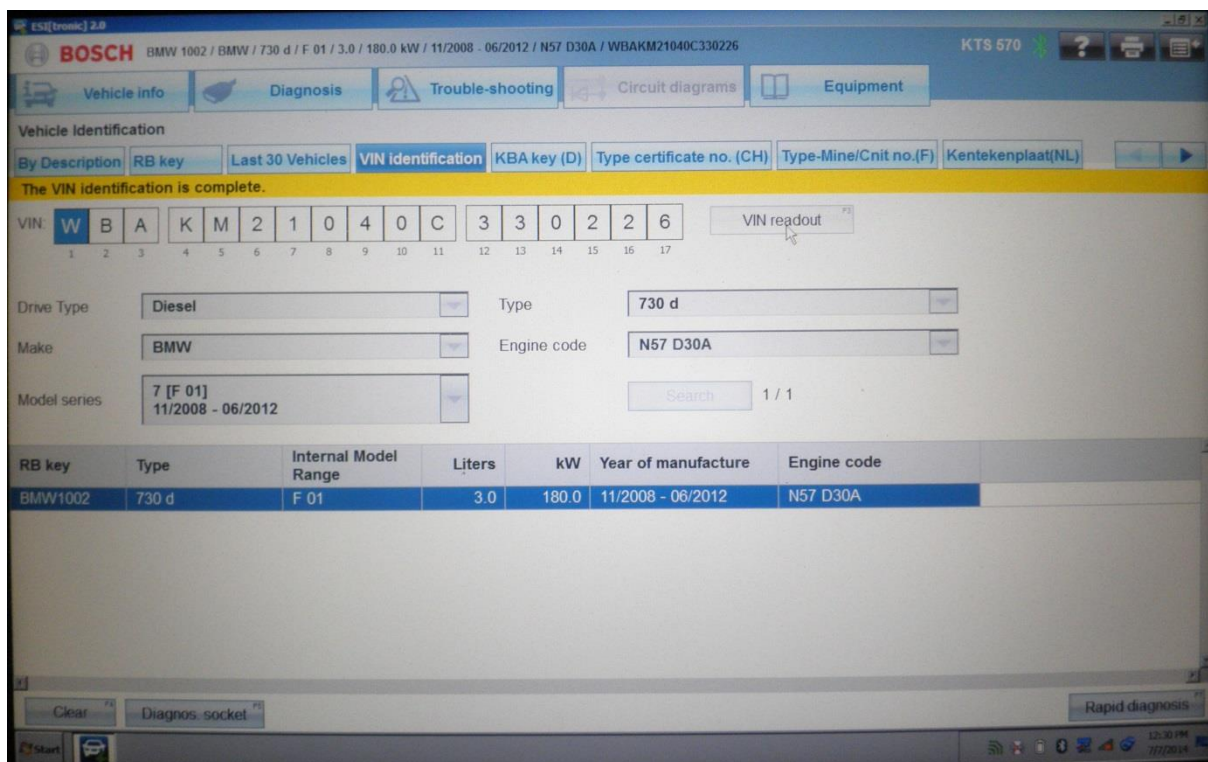 ESI[tronic] 2.0
BOSCH BMW 1002 / BMW / 730 d / F 01 / 3.0 / 180.0 kW / 11/2008 - 06/2012 / N57 D30A / WBAKM21040C330226 KTS 570 ?
Vehicle info Diagnosis Trouble-shooting Circuit diagrams Equipment
Vehicle Identification
By Description RB key Last 30 Vehicles VIN identification KBA key (D) Type certificate no. (CH) Type-Mine/Cnit no.(F) Kentekenplaat(NL)
The VIN identification is complete.
VIN: W B A K M 2 1 0 4 0 C 3 3 0 2 2 6 VIN readout
1 2 3 4 5 6 7 8 9 10 11 12 13 14 15 16 17
Drive Type Diesel Type 730 d
Make BMW Engine code N57 D30A
Model series 7 [F 01]
11/2008 - 06/2012
Search 1 / 1
RB key Type Internal Model Range Liters kW Year of manufacture Engine code
BMW1002 730 d F 01 3.0 180.0 11/2008 - 06/2012 N57 D30A
Clear Diagnos. socket Rapid diagnosis
Start 12:30 PM
7/7/2014